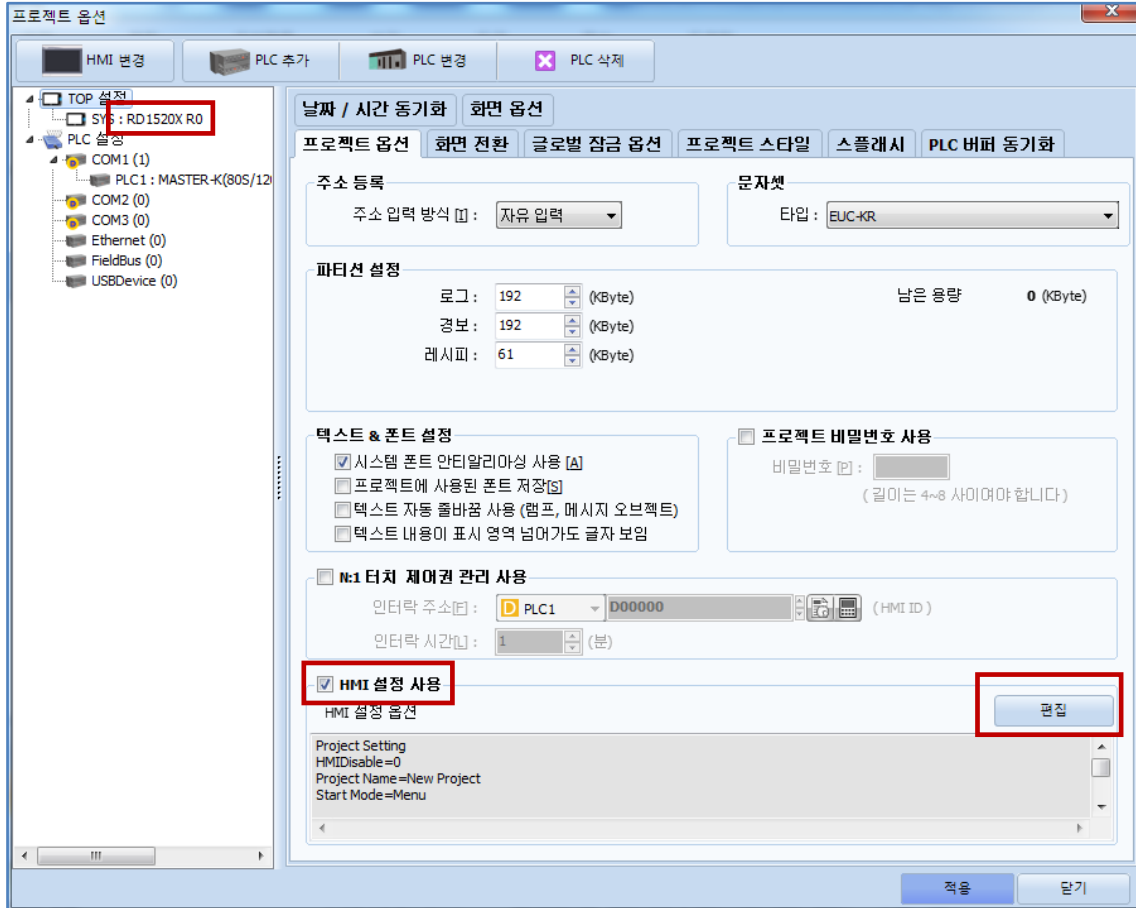 프로젝트 옵션
HMI 변경 PLC 추가 PLC 변경 PLC 삭제
TOP 설정
SYS : RD1520X R0
PLC 설정
COM1 (1)
PLC1 : MASTER-K(80S/12
COM2 (0)
COM3 (0)
Ethernet (0)
FieldBus (0)
USBDevice (0)
날짜 / 시간 동기화 화면 옵션
프로젝트 옵션 화면 전환 글로벌 잠금 옵션 프로젝트 스타일 스플래시 PLC 버퍼 동기화
주소 등록
주소 입력 방식 [I] : 자유 입력
문자셋
타입 : EUC-KR
파티션 설정
로그 : 192 (KByte)
남은 용량 0 (KByte)
경보 : 192 (KByte)
레시피 : 61 (KByte)
텍스트 & 폰트 설정
시스템 폰트 안티알리아싱 사용 [A]
프로젝트에 사용된 폰트 저장[S]
텍스트 자동 줄바꿈 사용 (램프, 메시지 오브젝트)
텍스트 내용이 표시 영역 넘어가도 글자 보임
프로젝트 비밀번호 사용
비밀번호 [P] :
( 길이는 4~8 사이여야 합니다 )
N:1 터치 제어권 관리 사용
인터락 주소[F] : D PLC1 D00000 ( HMI ID )
인터락 시간[L] : 1 (분)
HMI 설정 사용
HMI 설정 옵션
편집
Project Setting
HMIDisable=0
Project Name=New Project
Start Mode=Menu
적용 닫기